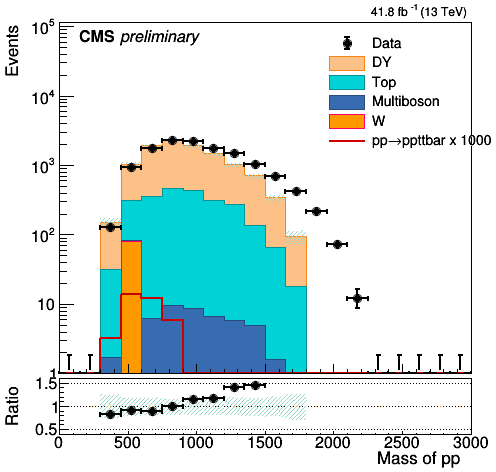 41.8 fb⁻¹ (13 TeV)
CMS preliminary
Events
Data
DY
Top
Multiboson
W
pp→ppttbar x 1000
10⁵
10⁴
10³
10²
10
1
Ratio
1.5
1
0.5
0 500 1000 1500 2000 2500 3000
Mass of pp